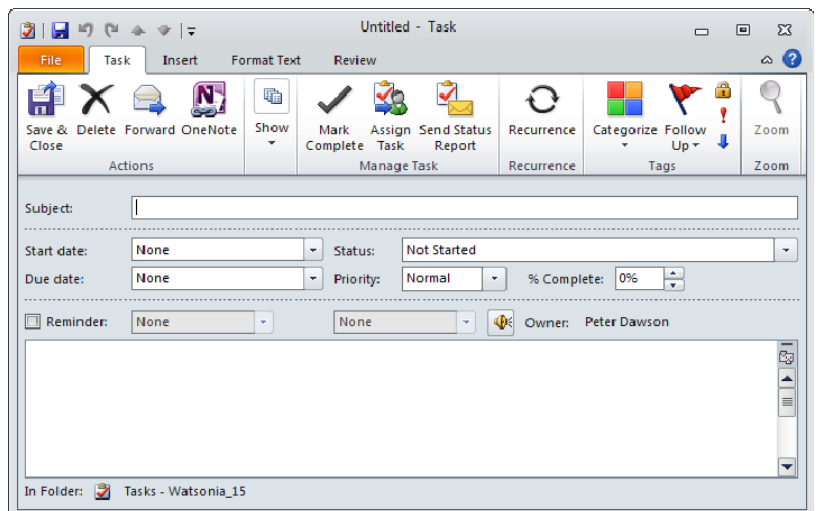 Untitled - Task
File Task Insert Format Text Review
Save & Close Delete Forward OneNote Show Mark Complete Assign Task Send Status Report Recurrence Categorize Follow Up Zoom
Actions Manage Task Recurrence Tags Zoom
Subject:
Start date: None Status: Not Started
Due date: None Priority: Normal % Complete: 0%
Reminder: None None Owner: Peter Dawson
In Folder: Tasks - Watsonia_15